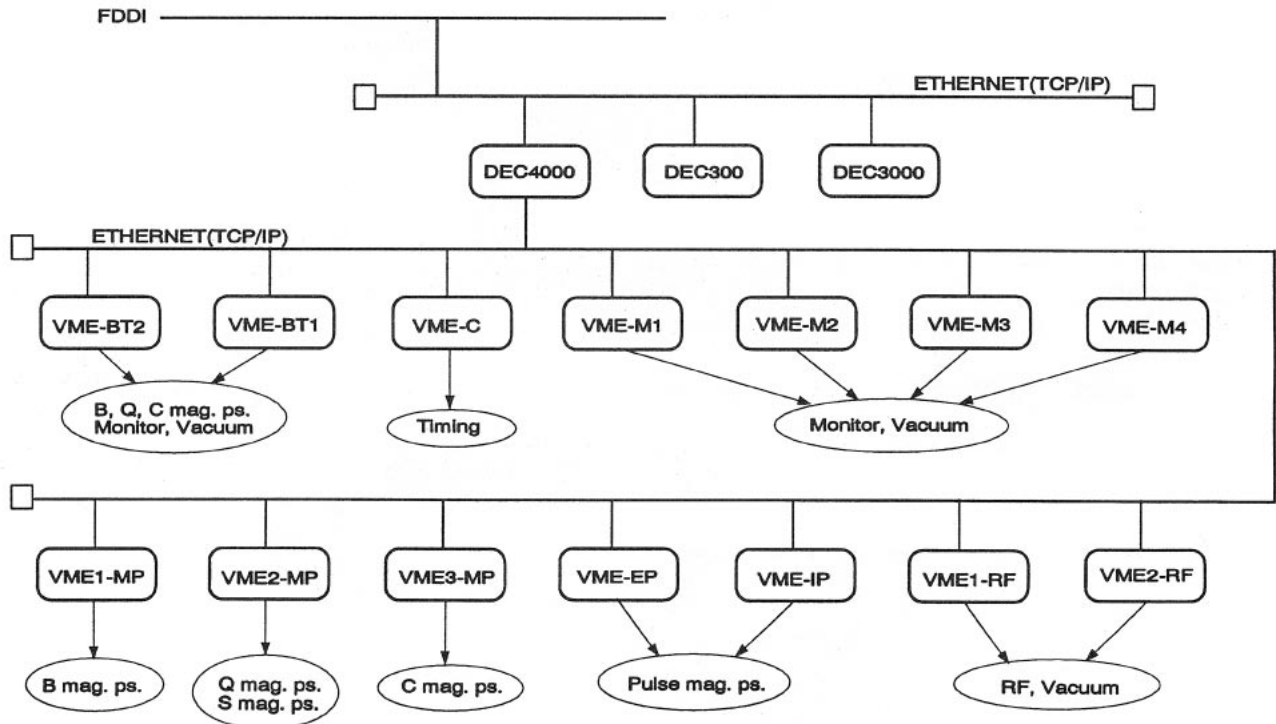 FDDI
ETHERNET(TCP/IP)
DEC4000
DEC300
DEC3000
ETHERNET(TCP/IP)
VME-BT2
VME-BT1
VME-C
VME-M1
VME-M2
VME-M3
VME-M4
B, Q, C mag. ps.
Monitor, Vacuum
Timing
Monitor, Vacuum
VME1-MP
VME2-MP
VME3-MP
VME-EP
VME-IP
VME1-RF
VME2-RF
B mag. ps.
Q mag. ps.
S mag. ps.
C mag. ps.
Pulse mag. ps.
RF, Vacuum